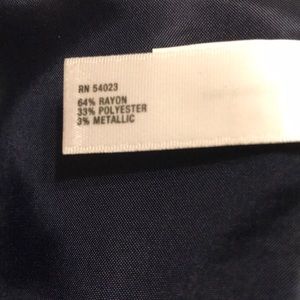 RN 54023
64% RAYON
33% POLYESTER
3% METALLIC